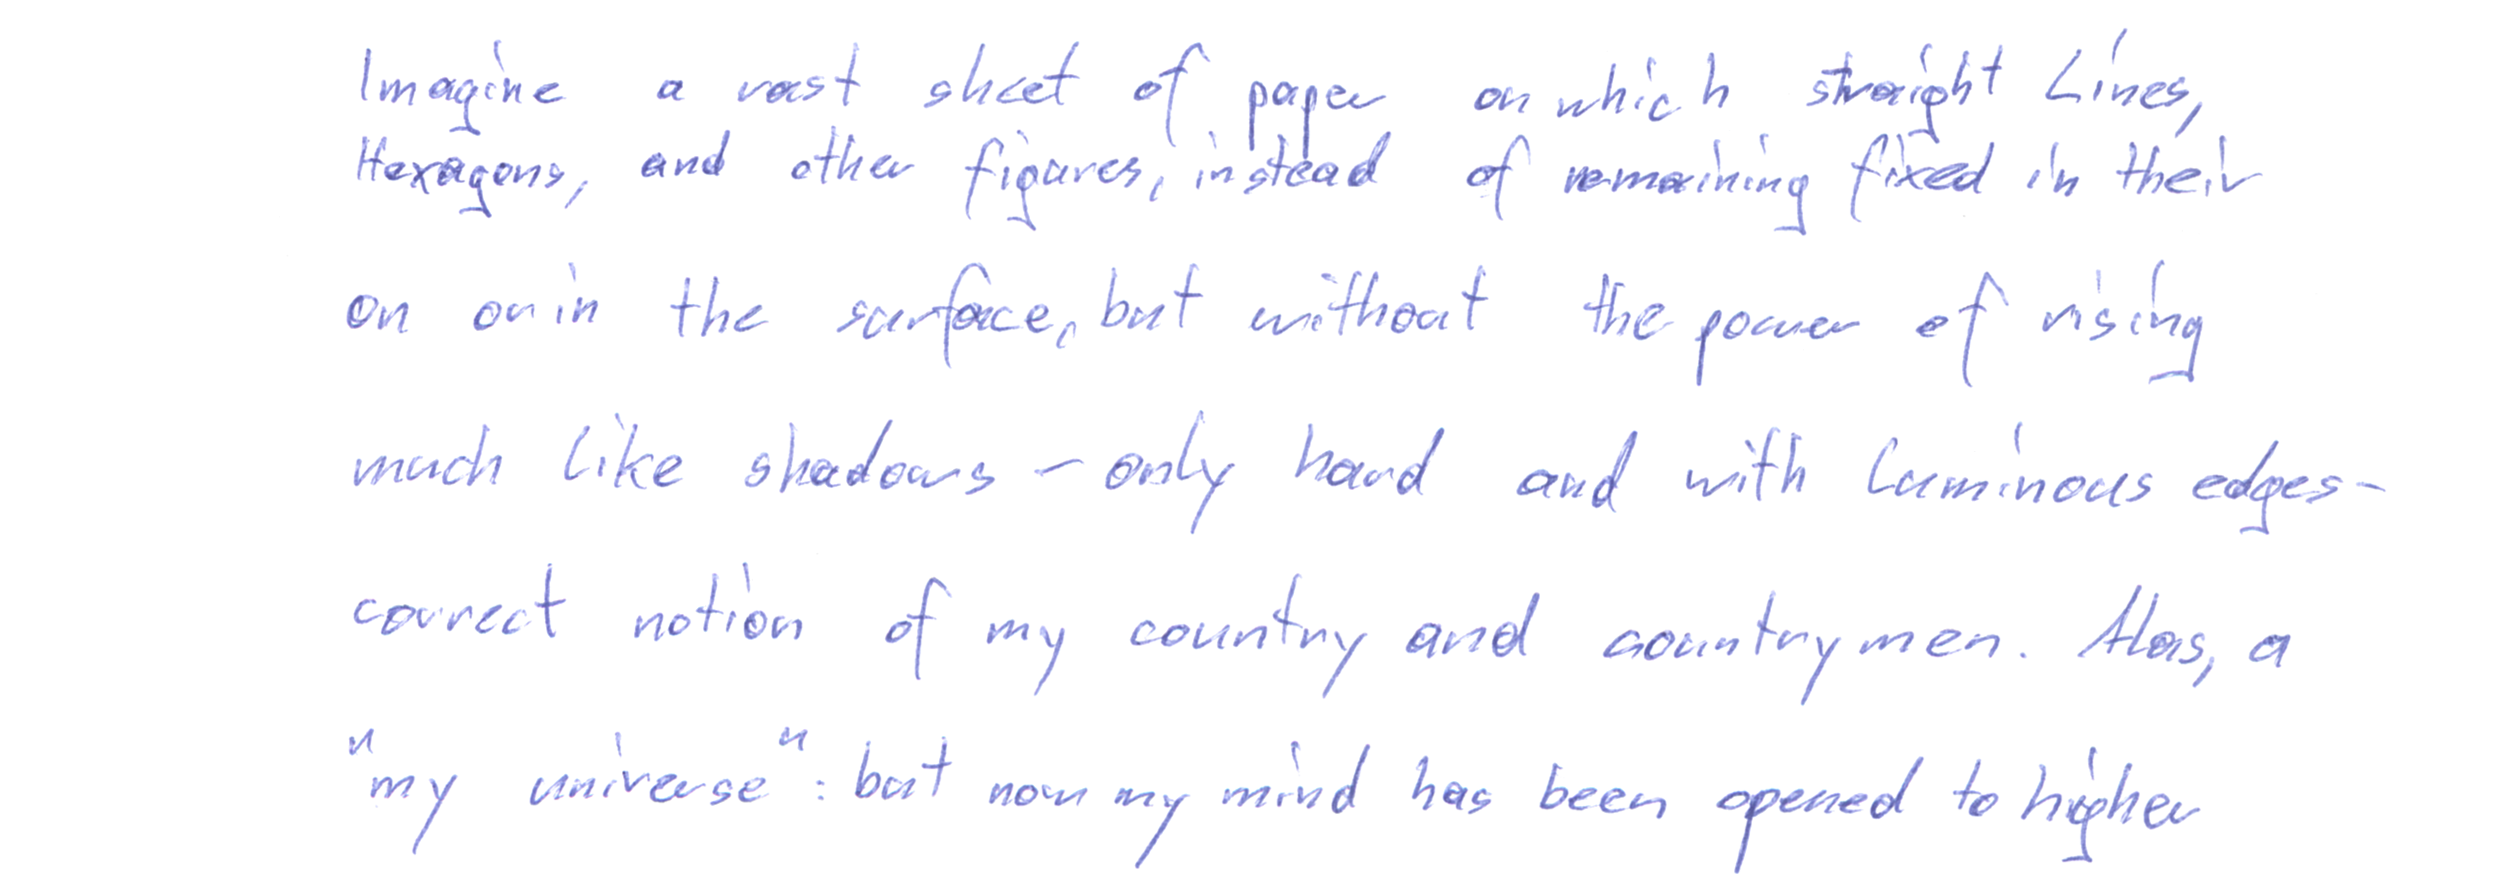 Imagine a vast sheet of paper on which straight Lines,
Hexagons, and other figures, instead of remaining fixed in their
on or in the surface, but without the power of rising
much like shadows - only hard and with luminous edges -
correct notion of my country and countrymen. Alas, a
"my universe": but now my mind has been opened to higher